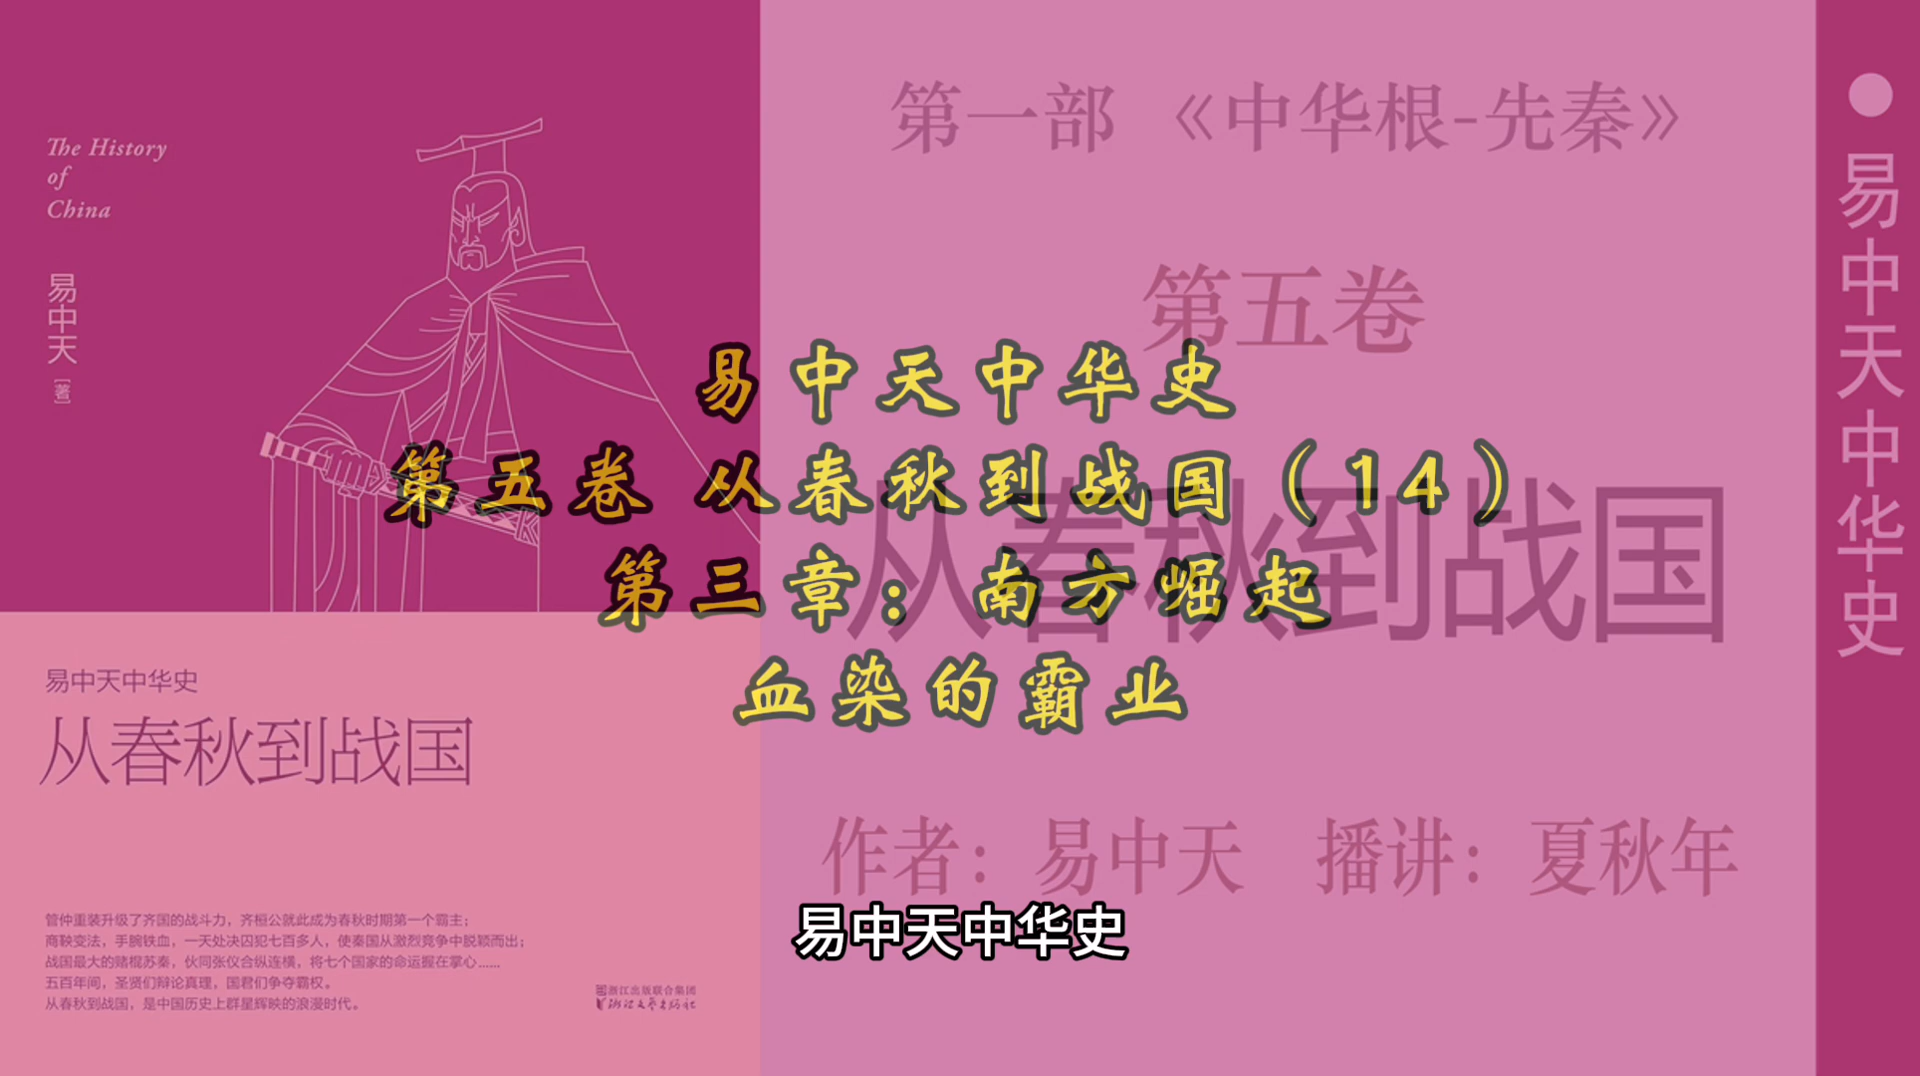 The History
of
China
易中天
[著]
易中天中华史
从春秋到战国
管仲重装升级了齐国的战斗力，齐桓公就此成为春秋时期第一个霸主；
商鞅变法，手腕铁血，一天处决囚犯七百多人，使秦国从激烈竞争中脱颖而出；
战国最大的赌棍苏秦，伙同张仪合纵连横，将七个国家的命运握在掌心……
五百年间，圣贤们辩论真理，国君们争夺霸权。
从春秋到战国，是中国历史上群星辉映的浪漫时代。
浙江出版联合集团
浙江文艺出版社
第一部 《中华根-先秦》
第五卷
从春秋到战国
作者：易中天 播讲：夏秋年
易中天中华史
易中天中华史
第五卷 从春秋到战国（14）
第三章：南方崛起
血染的霸业
易中天中华史